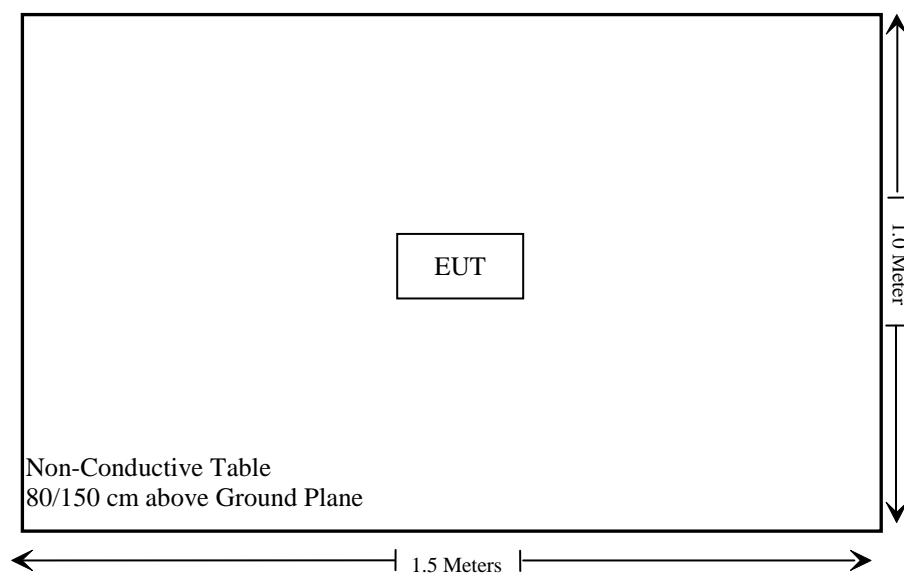 EUT
1.0 Meter
Non-Conductive Table
80/150 cm above Ground Plane
1.5 Meters